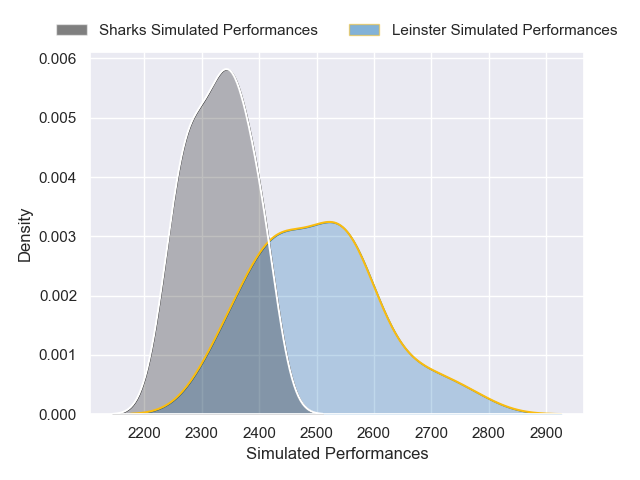 Sharks Simulated Performances Leinster Simulated Performances
0.006
0.005
0.004
0.003
0.002
0.001
0.000
Density
2200 2300 2400 2500 2600 2700 2800 2900
Simulated Performances